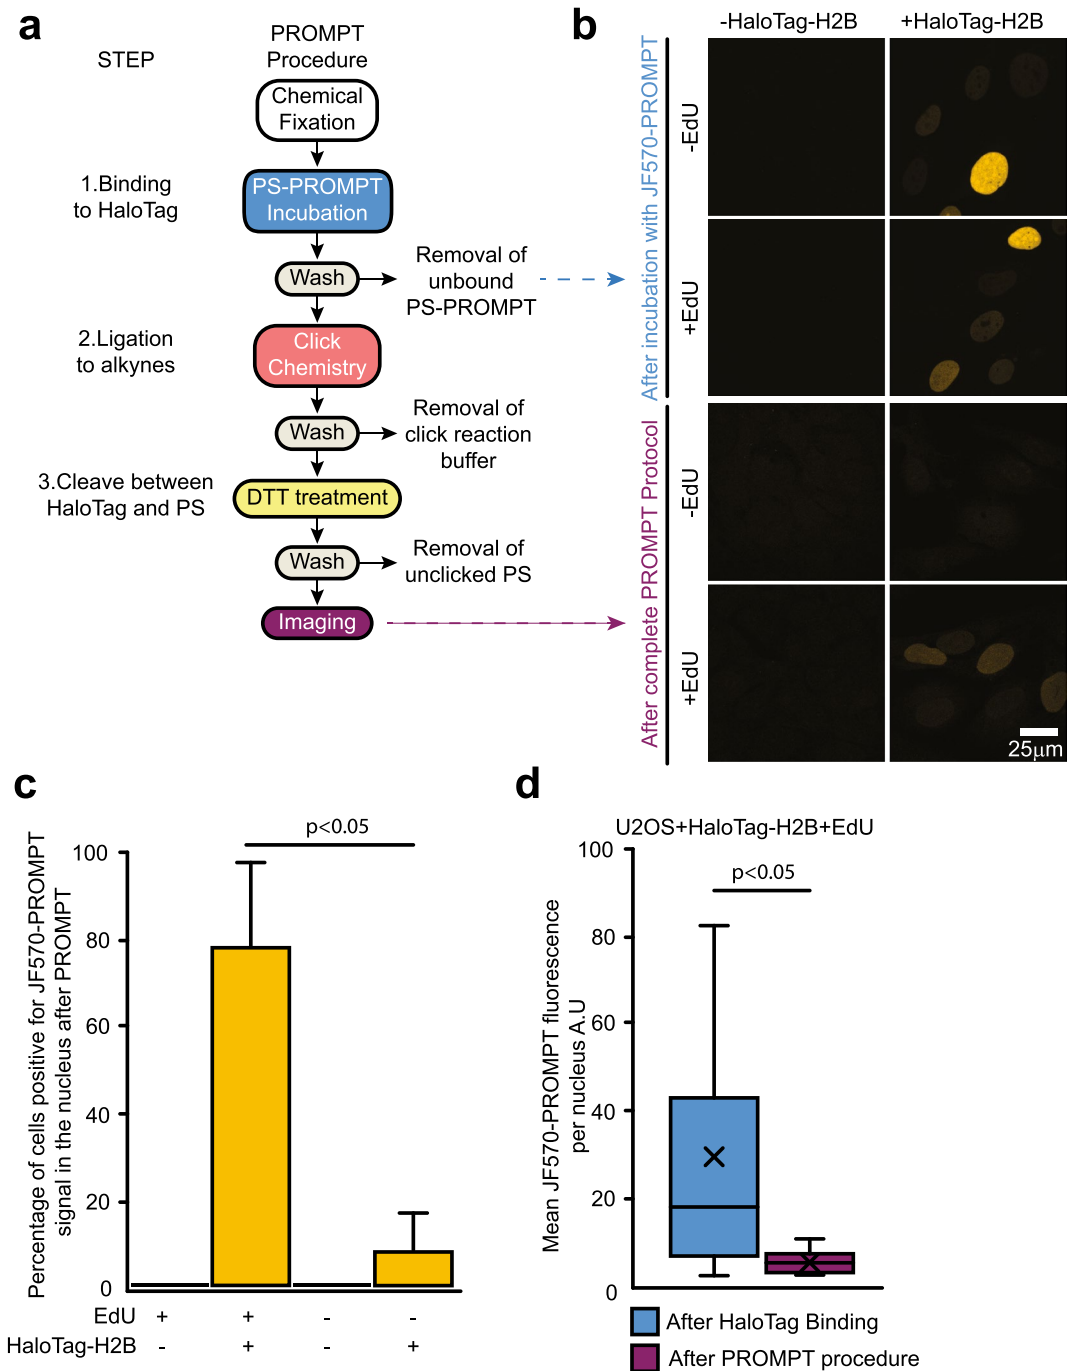 a
STEP
PROMPT
Procedure
Chemical
Fixation
1.Binding
to HaloTag
PS-PROMPT
Incubation
Wash
Removal of
unbound
PS-PROMPT
2.Ligation
to alkynes
Click
Chemistry
Wash
Removal of
click reaction
buffer
3.Cleave between
HaloTag and PS
DTT treatment
Wash
Removal of
unclicked PS
Imaging
b
-HaloTag-H2B
+HaloTag-H2B
After incubation with JF570-PROMPT
-EdU
+EdU
After complete PROMPT Protocol
-EdU
+EdU
25μm
c
Percentage of cells positive for JF570-PROMPT
signal in the nucleus after PROMPT
100
80
60
40
20
0
p<0.05
EdU + + - -
HaloTag-H2B - + - +
d
U2OS+HaloTag-H2B+EdU
Mean JF570-PROMPT fluorescence
per nucleus A.U
100
80
60
40
20
0
p<0.05
After HaloTag Binding
After PROMPT procedure